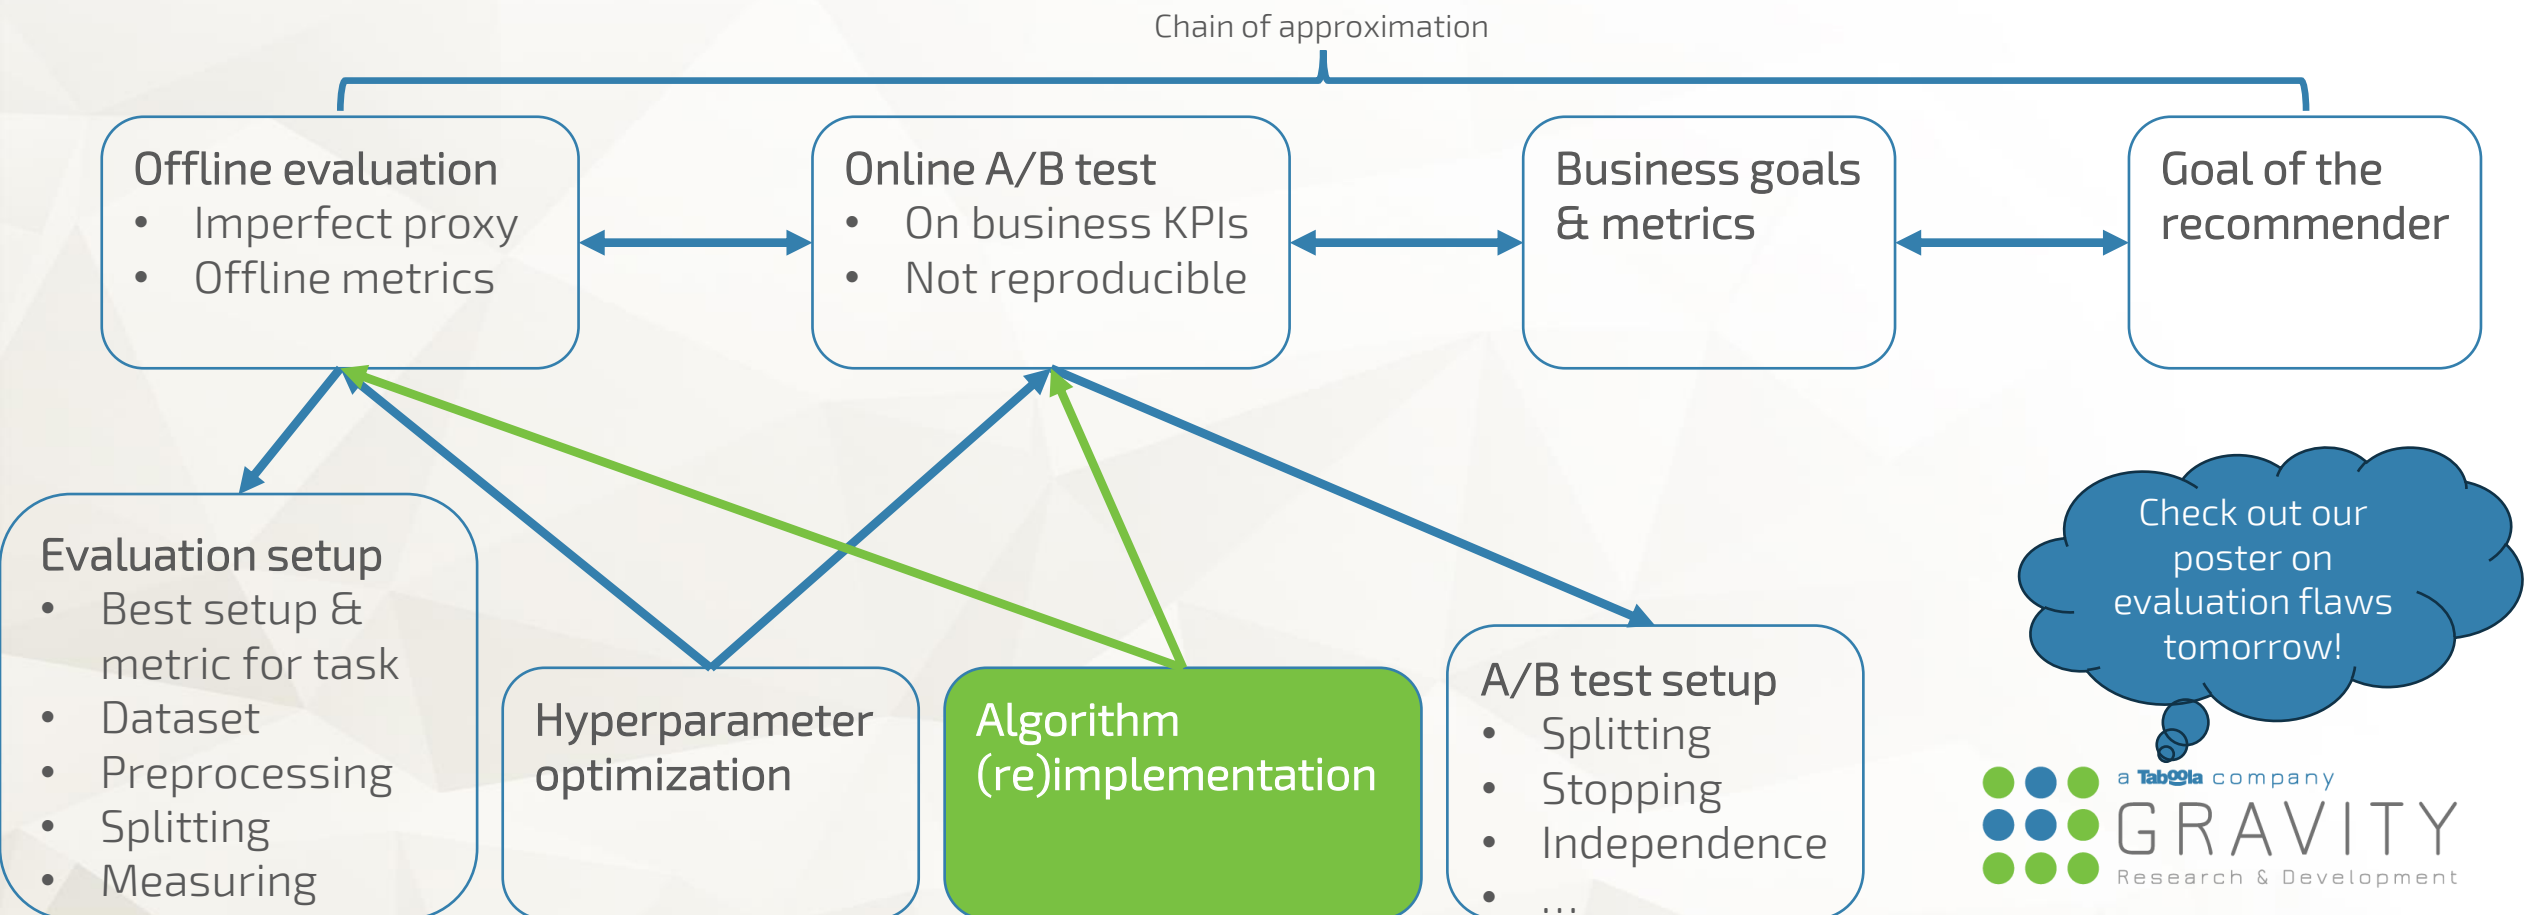 Chain of approximation
Offline evaluation
• Imperfect proxy
• Offline metrics
Online A/B test
• On business KPIs
• Not reproducible
Business goals
& metrics
Goal of the
recommender
Evaluation setup
• Best setup &
metric for task
• Dataset
• Preprocessing
• Splitting
• Measuring
Hyperparameter
optimization
Algorithm
(re)implementation
A/B test setup
• Splitting
• Stopping
• Independence
• ...
Check out our
poster on
evaluation flaws
tomorrow!
a Taboola company
GRAVITY
Research & Development